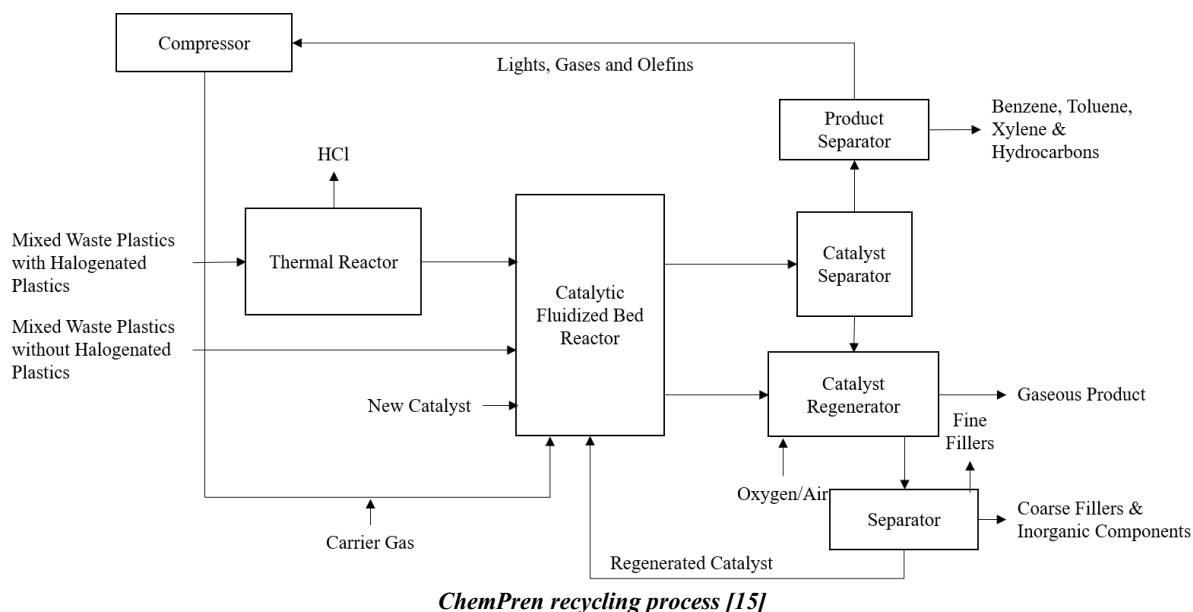 Compressor
Lights, Gases and Olefins
Product
Separator
Benzene, Toluene,
Xylene &
Hydrocarbons
HCl
Mixed Waste Plastics
with Halogenated
Plastics
Thermal Reactor
Catalytic
Fluidized Bed
Reactor
Catalyst
Separator
Mixed Waste Plastics
without Halogenated
Plastics
New Catalyst
Catalyst
Regenerator
Gaseous Product
Fine
Fillers
Oxygen/Air
Separator
Coarse Fillers &
Inorganic Components
Carrier Gas
Regenerated Catalyst
ChemPren recycling process [15]